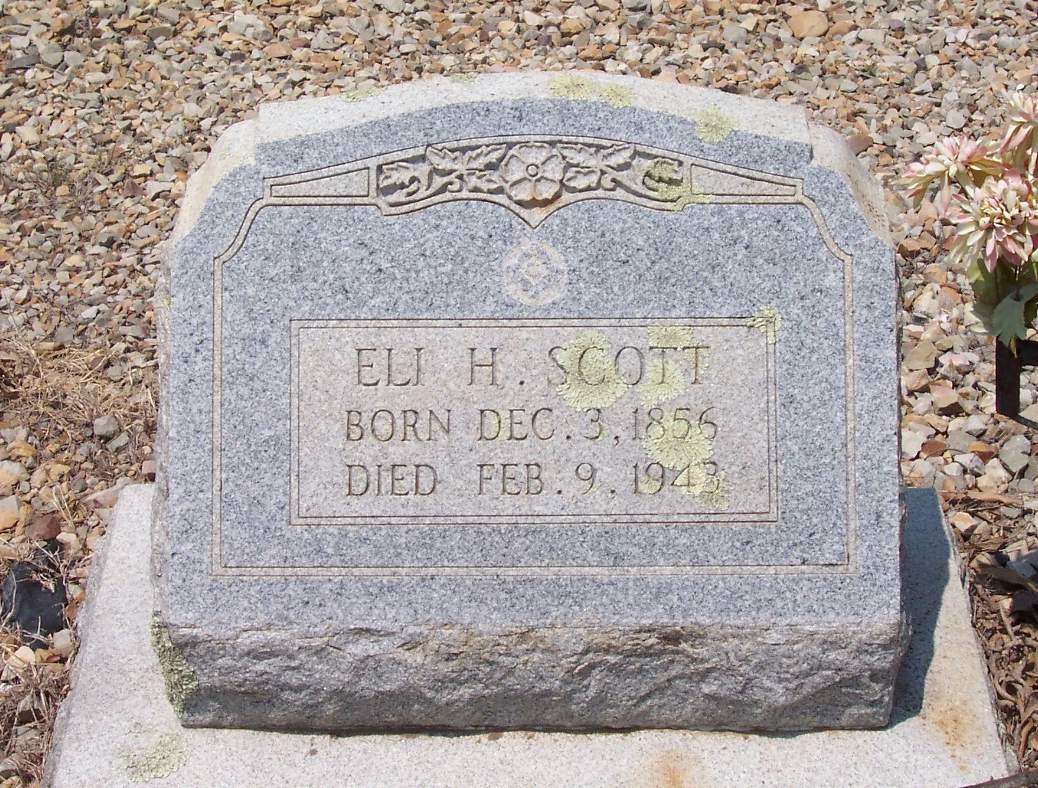 ELI H. SCOTT
BORN DEC. 3, 1856
DIED FEB. 9. 1943